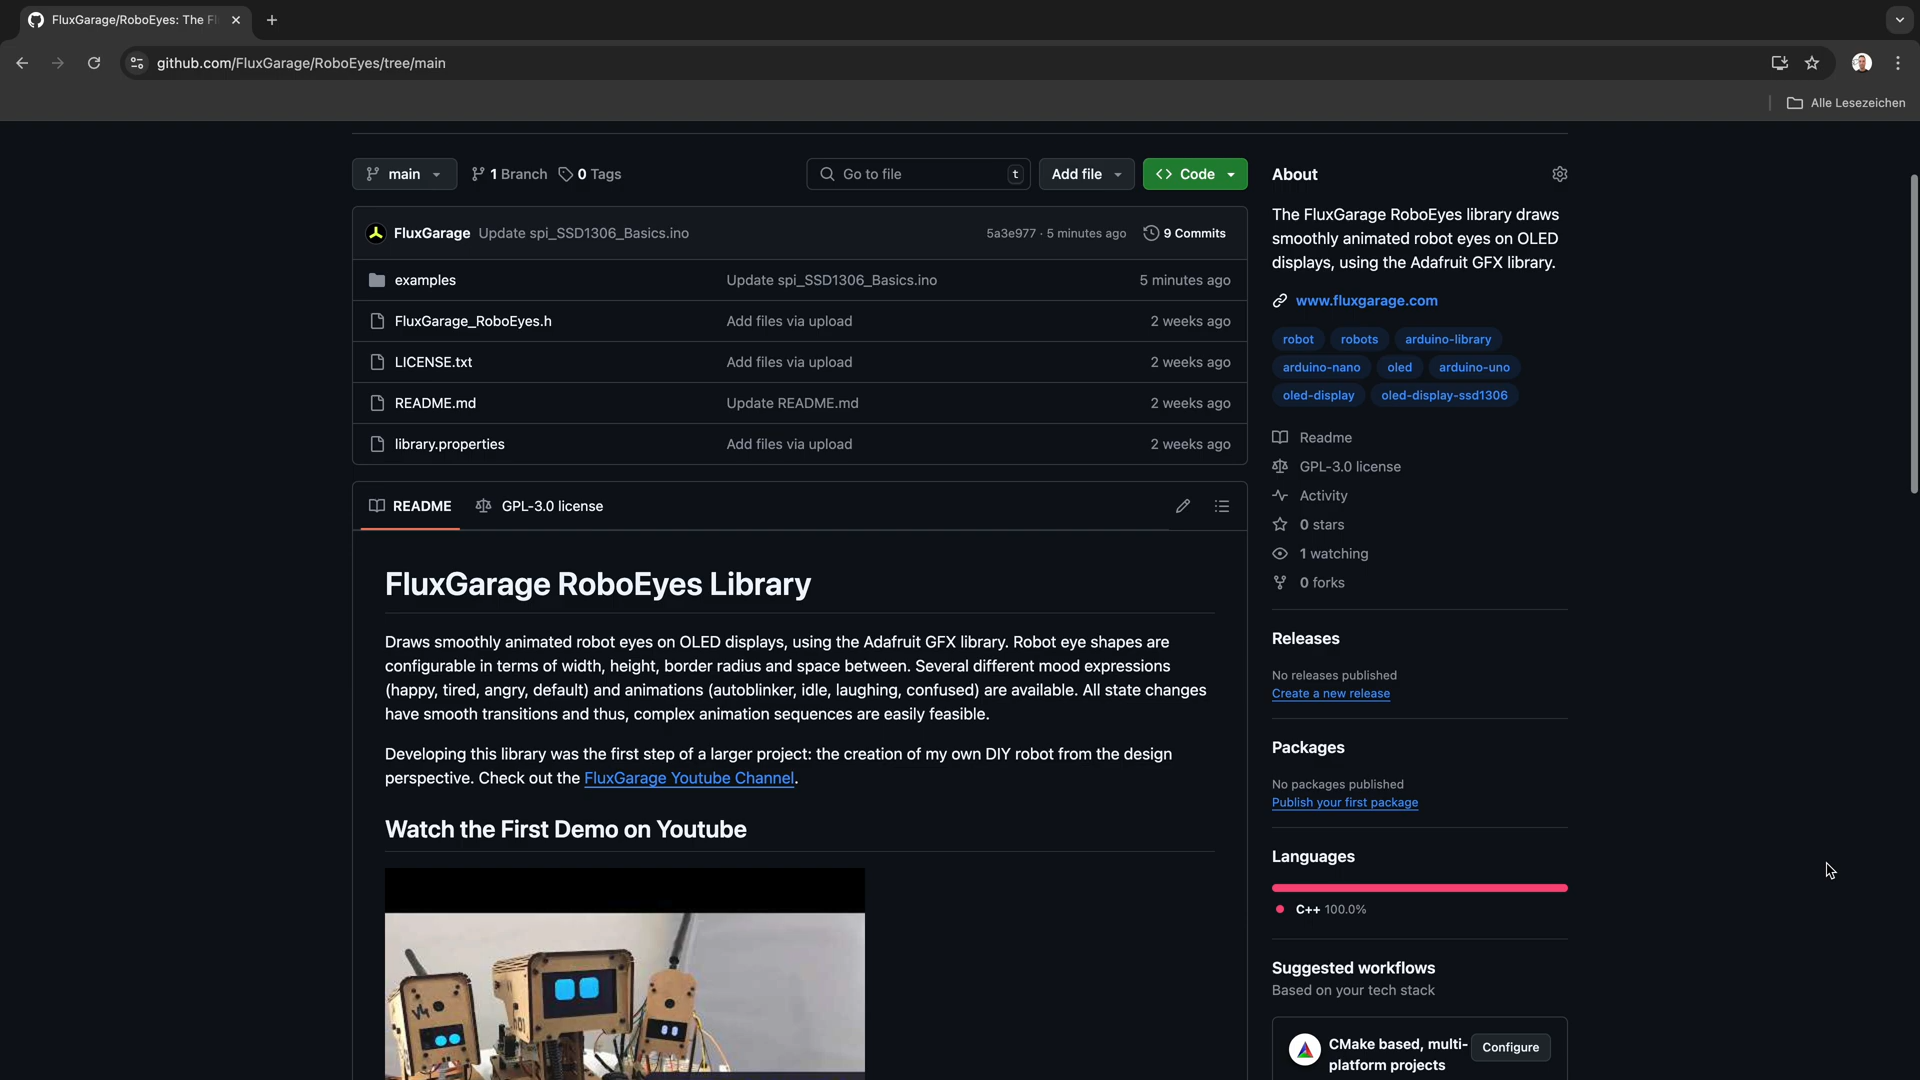 FluxGarage/RoboEyes: The Fl
github.com/FluxGarage/RoboEyes/tree/main
Alle Lesezeichen
main
1 Branch
0 Tags
Go to file
t
Add file
Code
FluxGarage Update spi_SSD1306_Basics.ino
5a3e977 · 5 minutes ago
9 Commits
examples
Update spi_SSD1306_Basics.ino
5 minutes ago
FluxGarage_RoboEyes.h
Add files via upload
2 weeks ago
LICENSE.txt
Add files via upload
2 weeks ago
README.md
Update README.md
2 weeks ago
library.properties
Add files via upload
2 weeks ago
README
GPL-3.0 license
FluxGarage RoboEyes Library
Draws smoothly animated robot eyes on OLED displays, using the Adafruit GFX library. Robot eye shapes are
configurable in terms of width, height, border radius and space between. Several different mood expressions
(happy, tired, angry, default) and animations (autoblinker, idle, laughing, confused) are available. All state changes
have smooth transitions and thus, complex animation sequences are easily feasible.
Developing this library was the first step of a larger project: the creation of my own DIY robot from the design
perspective. Check out the FluxGarage Youtube Channel.
Watch the First Demo on Youtube
V4
About
The FluxGarage RoboEyes library draws
smoothly animated robot eyes on OLED
displays, using the Adafruit GFX library.
www.fluxgarage.com
robot
robots
arduino-library
arduino-nano
oled
arduino-uno
oled-display
oled-display-ssd1306
Readme
GPL-3.0 license
Activity
0 stars
1 watching
0 forks
Releases
No releases published
Create a new release
Packages
No packages published
Publish your first package
Languages
C++ 100.0%
Suggested workflows
Based on your tech stack
CMake based, multi-
platform projects
Configure